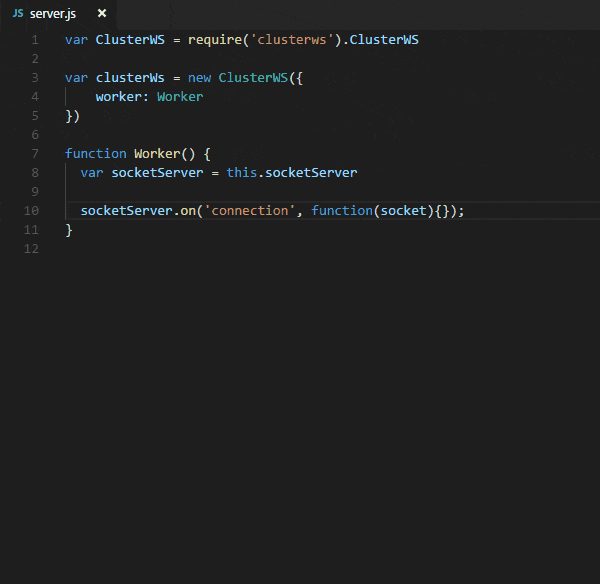 JS server.js ×
1 var ClusterWS = require('clusterws').ClusterWS
2
3 var clusterWs = new ClusterWS({
4     worker: Worker
5 })
6
7 function Worker() {
8   var socketServer = this.socketServer
9
10   socketServer.on('connection', function(socket){});
11 }
12